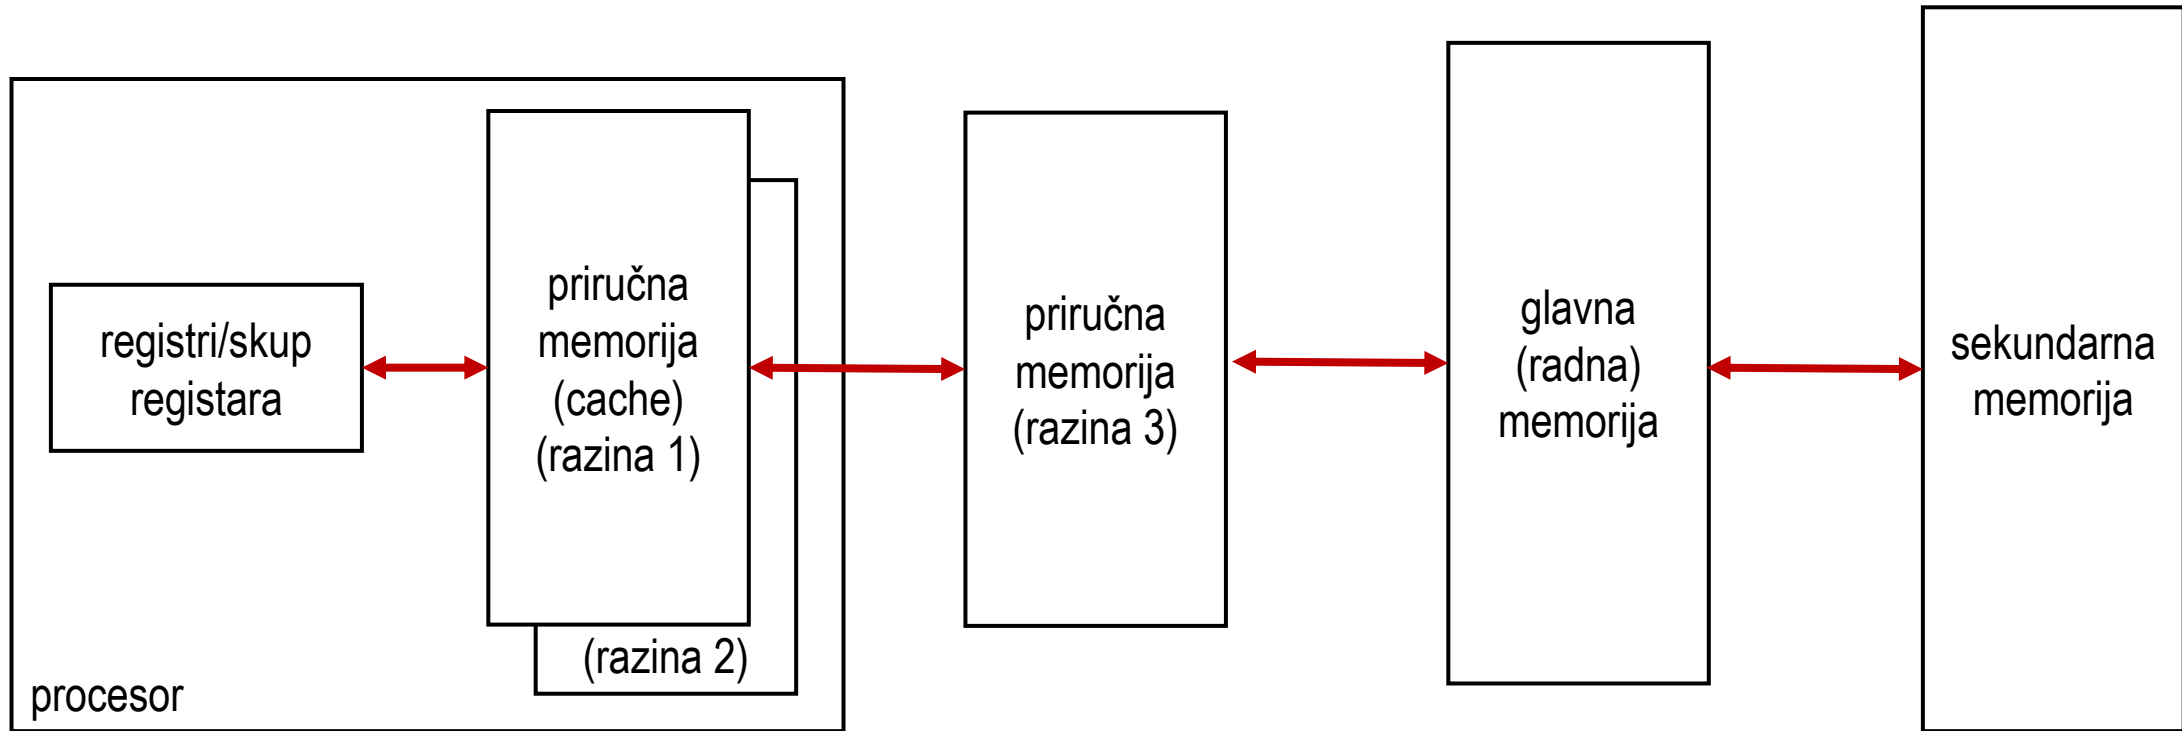 registri/skup
registara
priručna
memorija
(cache)
(razina 1)
(razina 2)
procesor
priručna
memorija
(razina 3)
glavna
(radna)
memorija
sekundarna
memorija